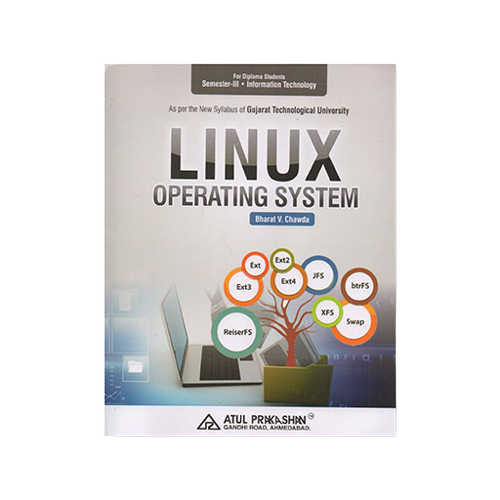 For Diploma Students
Semester-III • Information Technology
As per the New Syllabus of Gujarat Technological University
LINUX
OPERATING SYSTEM
Bharat V. Chawda
Ext
Ext2
Ext3
Ext4
JFS
btrFS
XFS
Swap
ReiserFS
ATUL PRAKASHAN TM
GANDHI ROAD, AHMEDABAD.